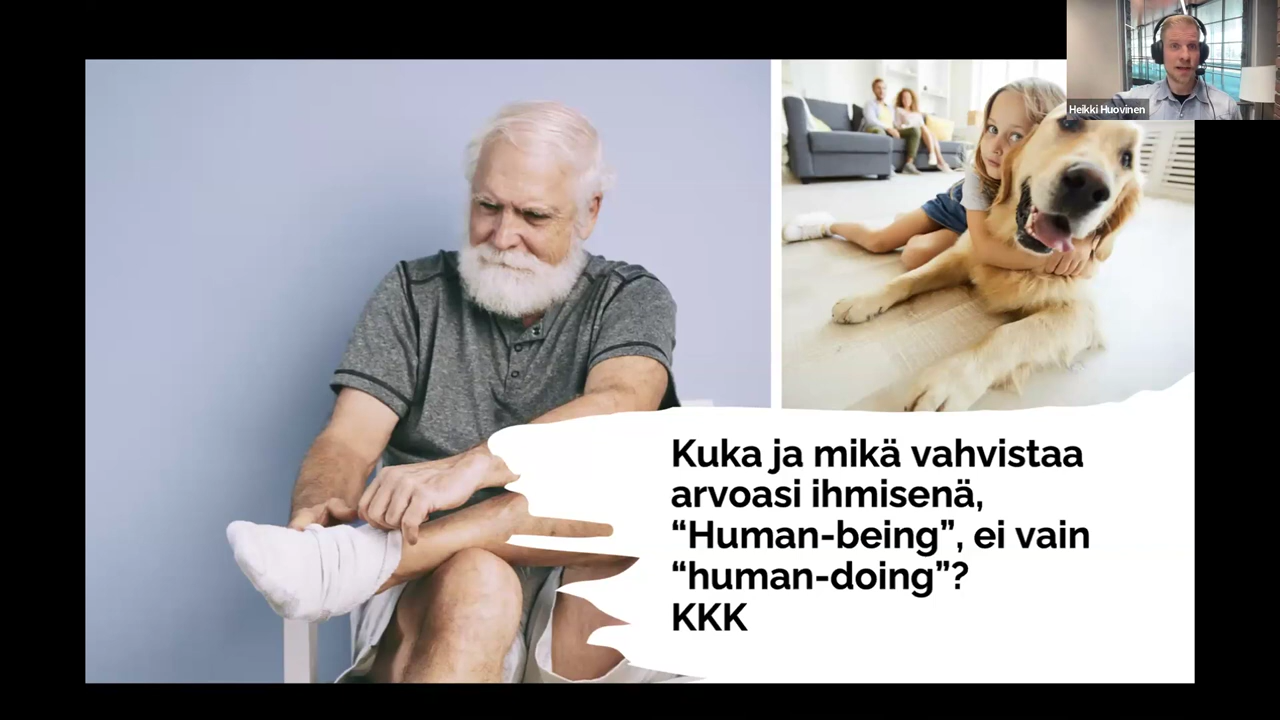 Heikki Huovinen
Kuka ja mikä vahvistaa
arvoasi ihmisenä,
“Human-being”, ei vain
“human-doing”?
KKK